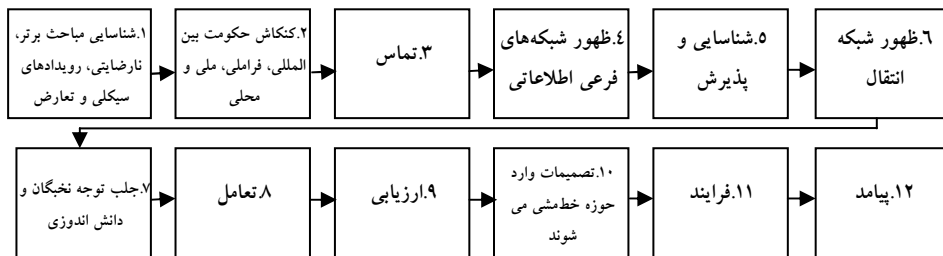 ۱.شناسایی مباحث برتر،
نارضایتی، رویدادهای
سیکلی و تعارض
۲.کنکاش حکومت بین
المللی، فراملی، ملی و
محلی
۳.تماس
۴.ظهور شبکه‌های
فرعی اطلاعاتی
۵.شناسایی و
پذیرش
۶.ظهور شبکه
انتقال
۷.جلب توجه نخبگان و
دانش اندوزی
۸.تعامل
۹.ارزیابی
۱۰.تصمیمات وارد
حوزه خط‌مشی می
شوند
۱۱.فرایند
۱۲.پیامد